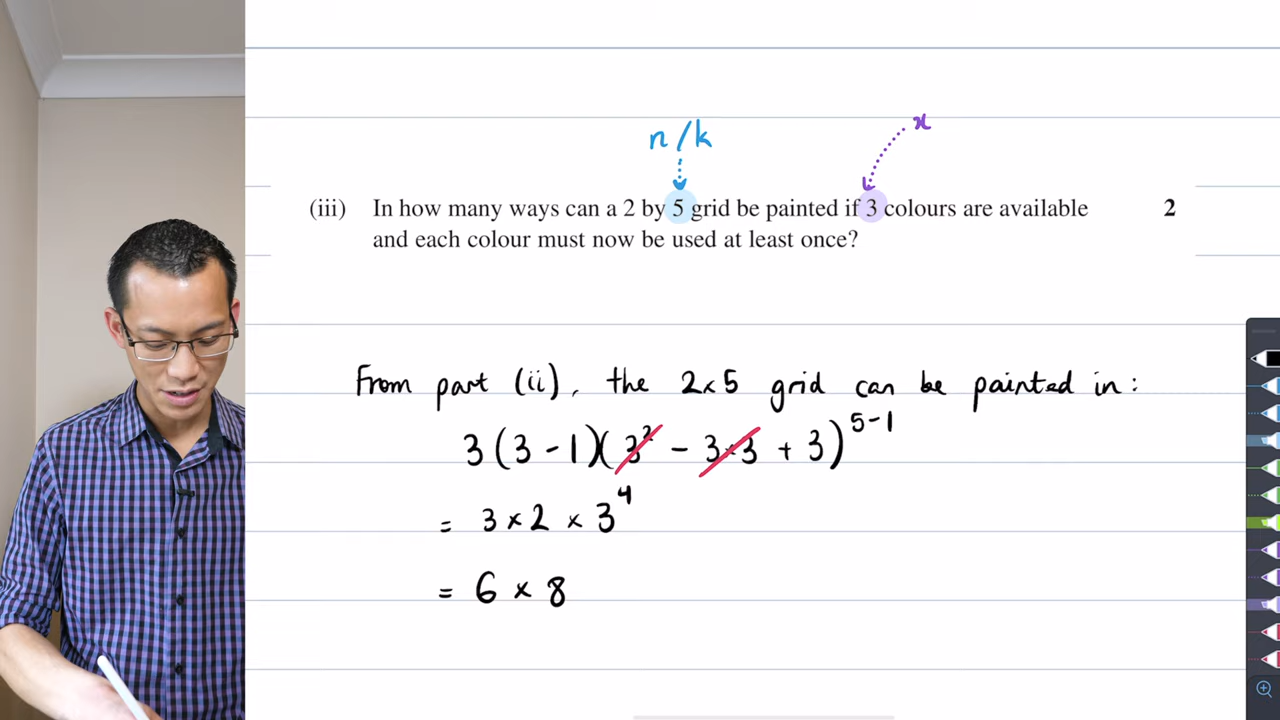 n/k
x
(iii) In how many ways can a 2 by 5 grid be painted if 3 colours are available 2
and each colour must now be used at least once?
From part (ii), the 2×5 grid can be painted in:
3(3-1)(3² - 3×3 + 3)⁵⁻¹
= 3 × 2 × 3⁴
= 6 × 8